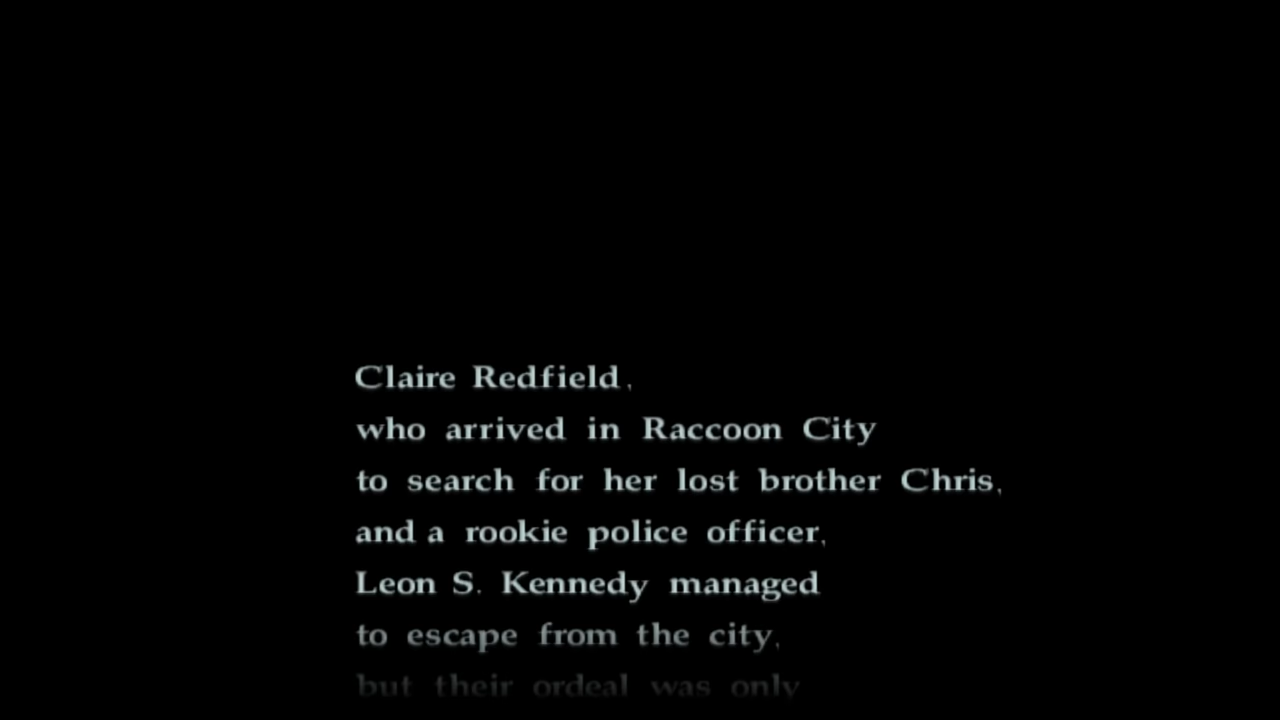 Claire Redfield,
who arrived in Raccoon City
to search for her lost brother Chris,
and a rookie police officer,
Leon S. Kennedy managed
to escape from the city,
but their ordeal was only